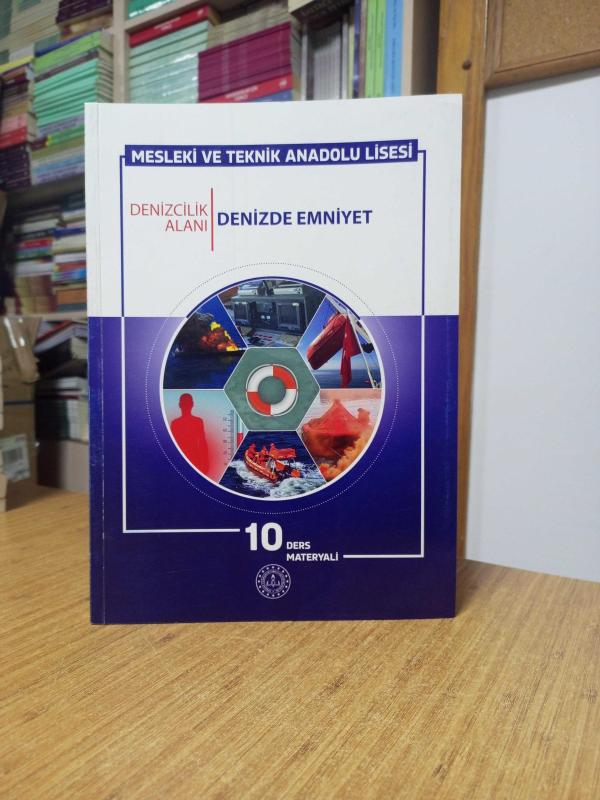 MESLEKİ VE TEKNİK ANADOLU LİSESİ
DENİZCİLİK
ALANI
DENİZDE EMNİYET
10
DERS
MATERYALİ